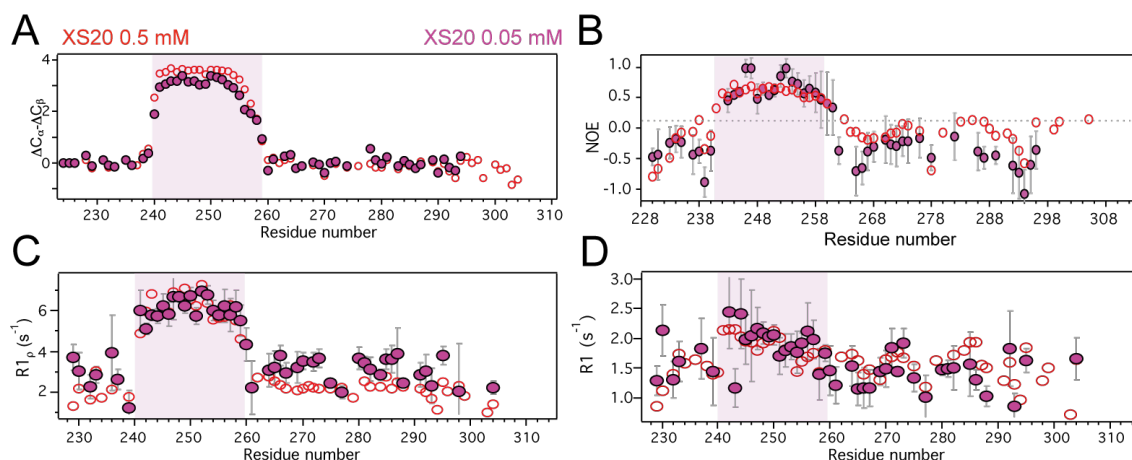 A XS20 0.5 mM XS20 0.05 mM B
ΔCα-ΔCβ
4
2
0
230 240 250 260 270 280 290 300 310
Residue number
NOE
1.0
0.5
0.0
-0.5
-1.0
228 238 248 258 268 278 288 298 308
Residue number
C D
R1ρ (s-1)
6
4
2
230 240 250 260 270 280 290 300 310
Residue number
R1 (s-1)
3.0
2.5
2.0
1.5
1.0
230 240 250 260 270 280 290 300 310
Residue number